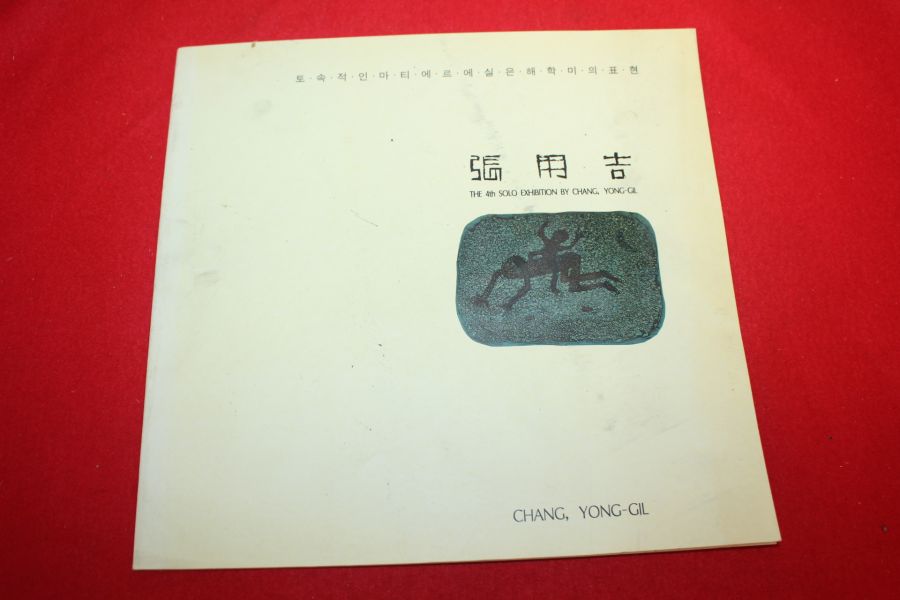 토·속·적·인·마·티·에·르·에·실·은·해·학·미·의·표·현
張 用 吉
THE 4th SOLO EXHIBITION BY CHANG, YONG-GIL
CHANG, YONG-GIL